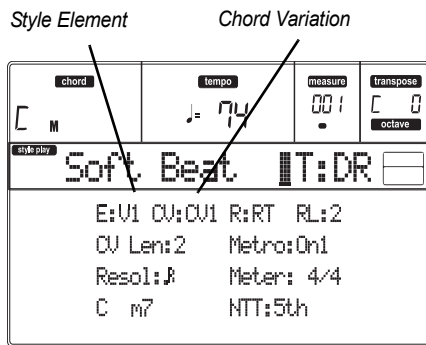 Style Element Chord Variation
chord tempo measure transpose
C M ♩= 74 001 C 0
octave
style play Soft Beat T:DR
E:V1 CV:CV1 R:RT RL:2
CV Len:2 Metro:On1
Resol:♪ Meter: 4/4
C m7 NTT:5th